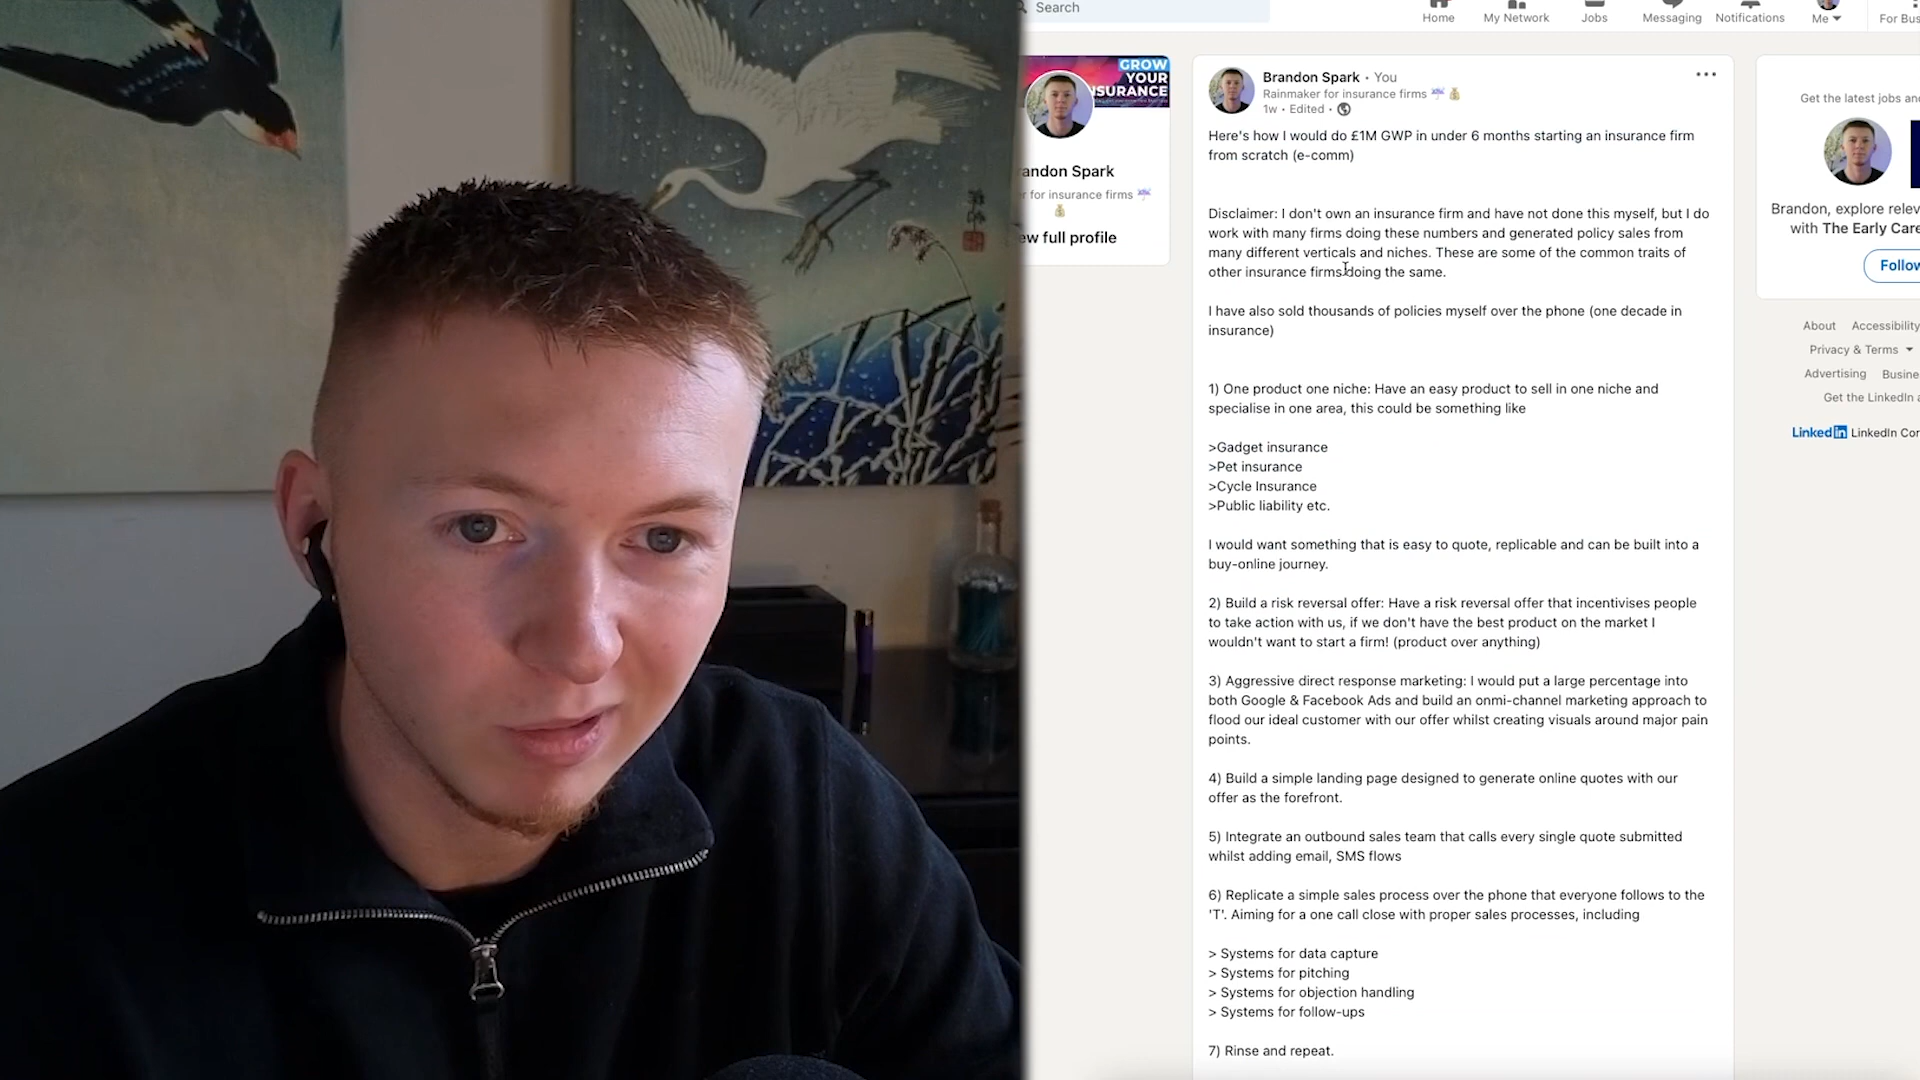 Search
Home
My Network
Jobs
Messaging
Notifications
Me
For Bus
GROW
YOUR
NSURANCE
randon Spark
r for insurance firms
ew full profile
Brandon Spark • You
Rainmaker for insurance firms
1w • Edited •
Here's how I would do £1M GWP in under 6 months starting an insurance firm
from scratch (e-comm)
Disclaimer: I don't own an insurance firm and have not done this myself, but I do
work with many firms doing these numbers and generated policy sales from
many different verticals and niches. These are some of the common traits of
other insurance firms doing the same.
I have also sold thousands of policies myself over the phone (one decade in
insurance)
1) One product one niche: Have an easy product to sell in one niche and
specialise in one area, this could be something like
>Gadget insurance
>Pet insurance
>Cycle Insurance
>Public liability etc.
I would want something that is easy to quote, replicable and can be built into a
buy-online journey.
2) Build a risk reversal offer: Have a risk reversal offer that incentivises people
to take action with us, if we don't have the best product on the market I
wouldn't want to start a firm! (product over anything)
3) Aggressive direct response marketing: I would put a large percentage into
both Google & Facebook Ads and build an onmi-channel marketing approach to
flood our ideal customer with our offer whilst creating visuals around major pain
points.
4) Build a simple landing page designed to generate online quotes with our
offer as the forefront.
5) Integrate an outbound sales team that calls every single quote submitted
whilst adding email, SMS flows
6) Replicate a simple sales process over the phone that everyone follows to the
'T'. Aiming for a one call close with proper sales processes, including
> Systems for data capture
> Systems for pitching
> Systems for objection handling
> Systems for follow-ups
7) Rinse and repeat.
Get the latest jobs and
Brandon, explore relev
with The Early Care
Follow
About Accessibility
Privacy & Terms
Advertising Busine
Get the LinkedIn a
LinkedIn LinkedIn Cor